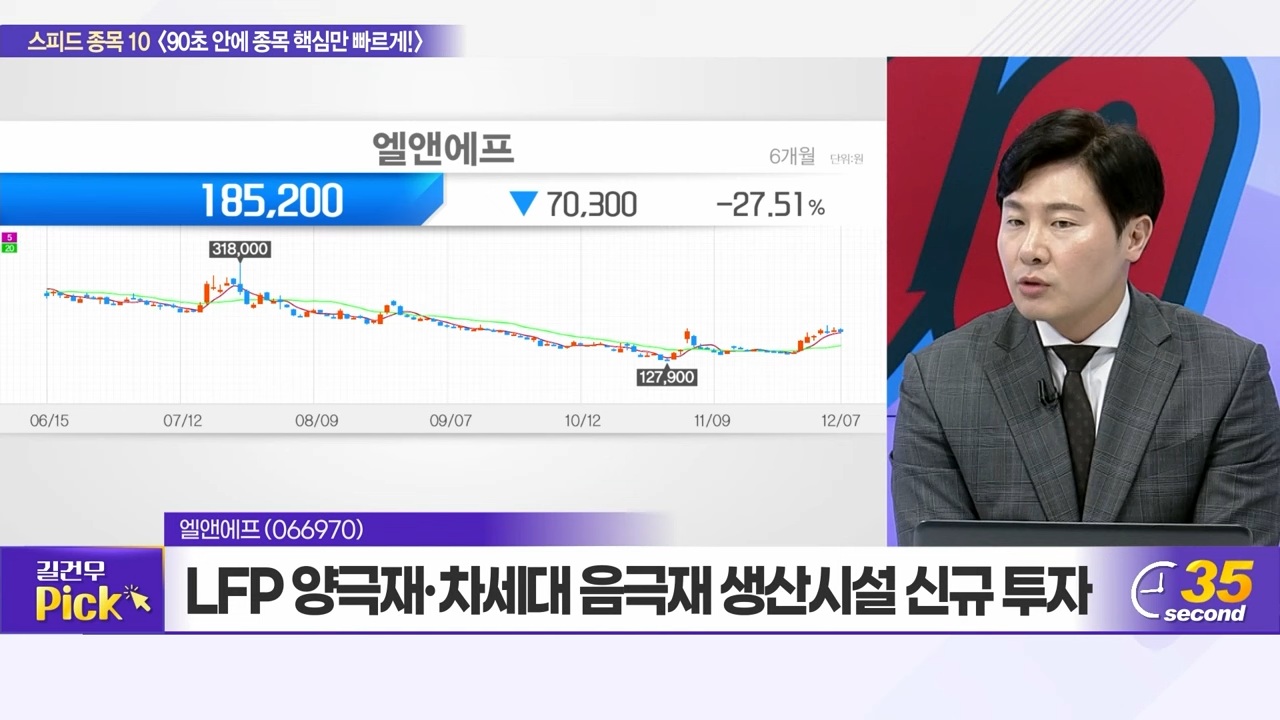 스피드 종목 10 〈90초 안에 종목 핵심만 빠르게!〉
엘앤에프
6개월 단위:원
185,200 ▼ 70,300 -27.51%
5
20
318,000
127,900
06/15 07/12 08/09 09/07 10/12 11/09 12/07
엘앤에프 (066970)
길건무
Pick
LFP 양극재·차세대 음극재 생산시설 신규 투자
35
second